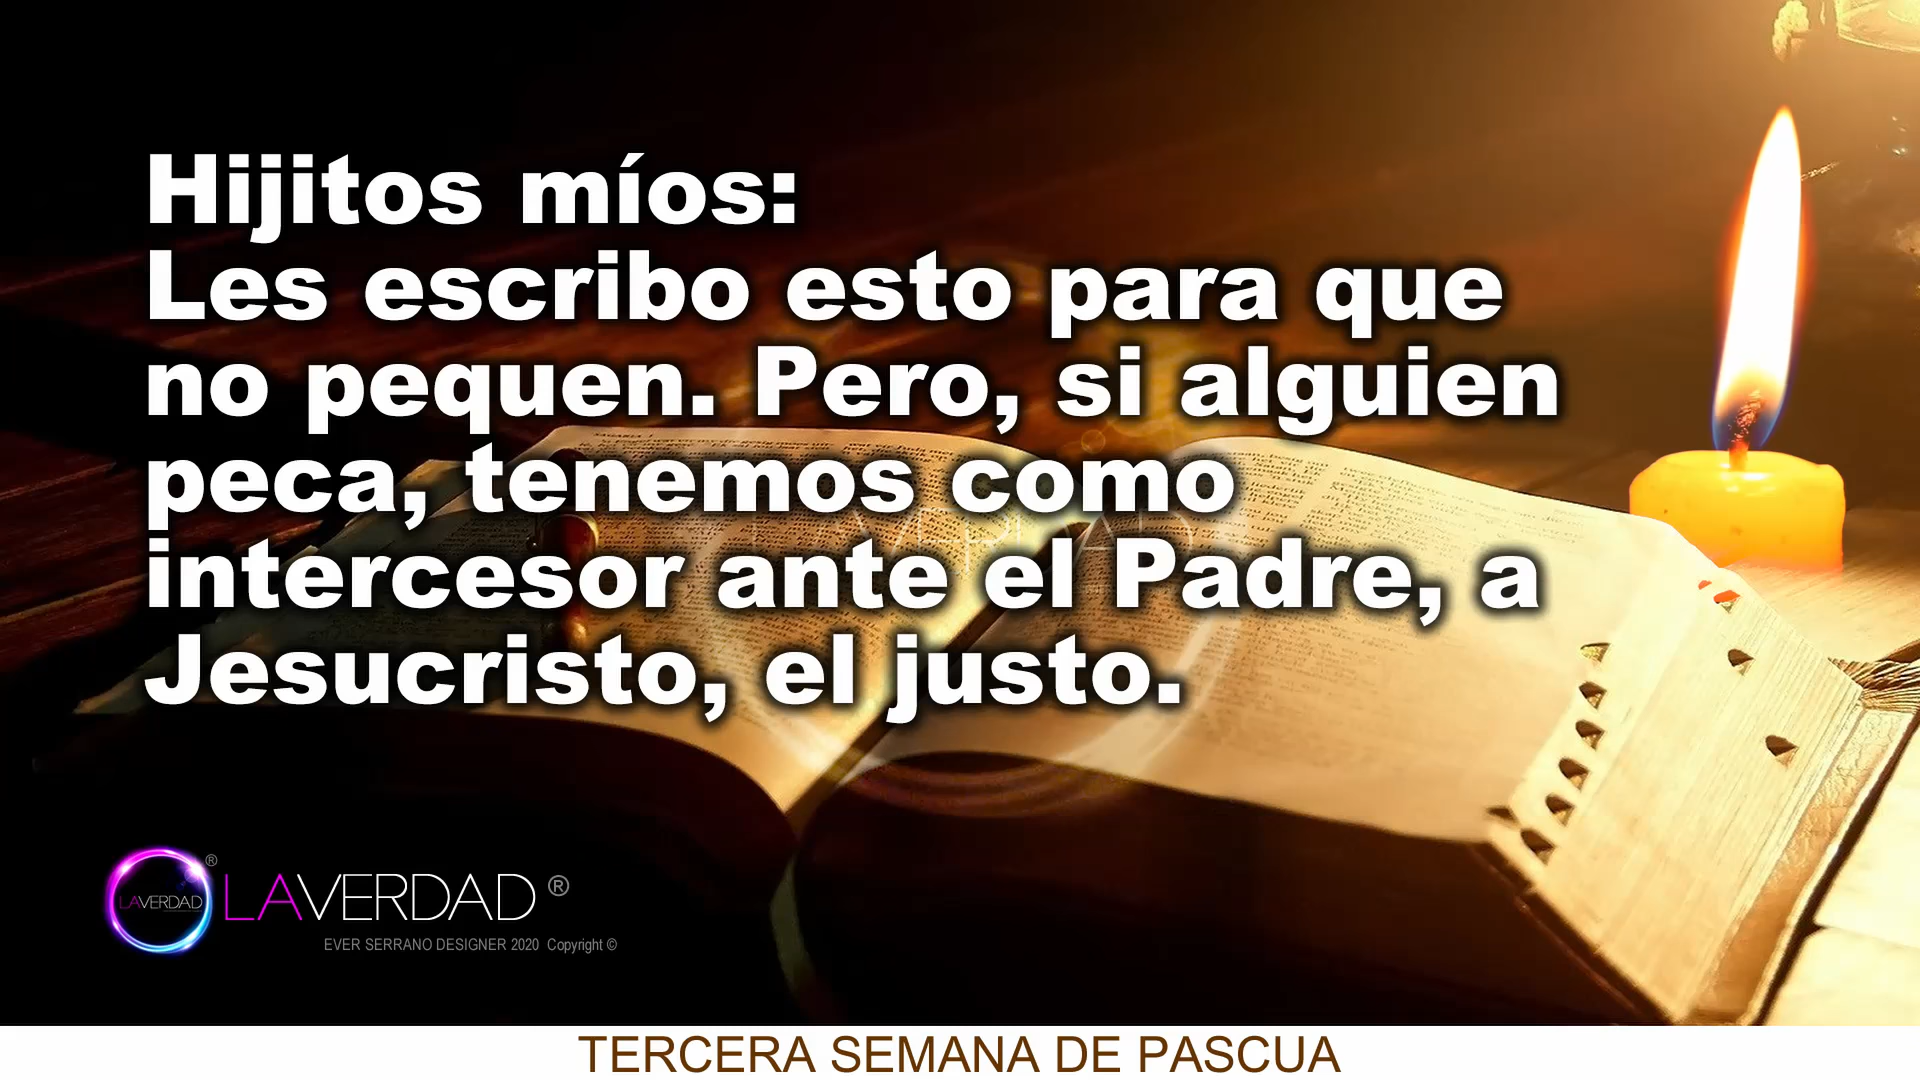 Hijitos míos:
Les escribo esto para que
no pequen. Pero, si alguien
peca, tenemos como
intercesor ante el Padre, a
Jesucristo, el justo.
LAVERDAD ®
LAVERDAD ®
EVER SERRANO DESIGNER 2020 Copyright ©
TERCERA SEMANA DE PASCUA